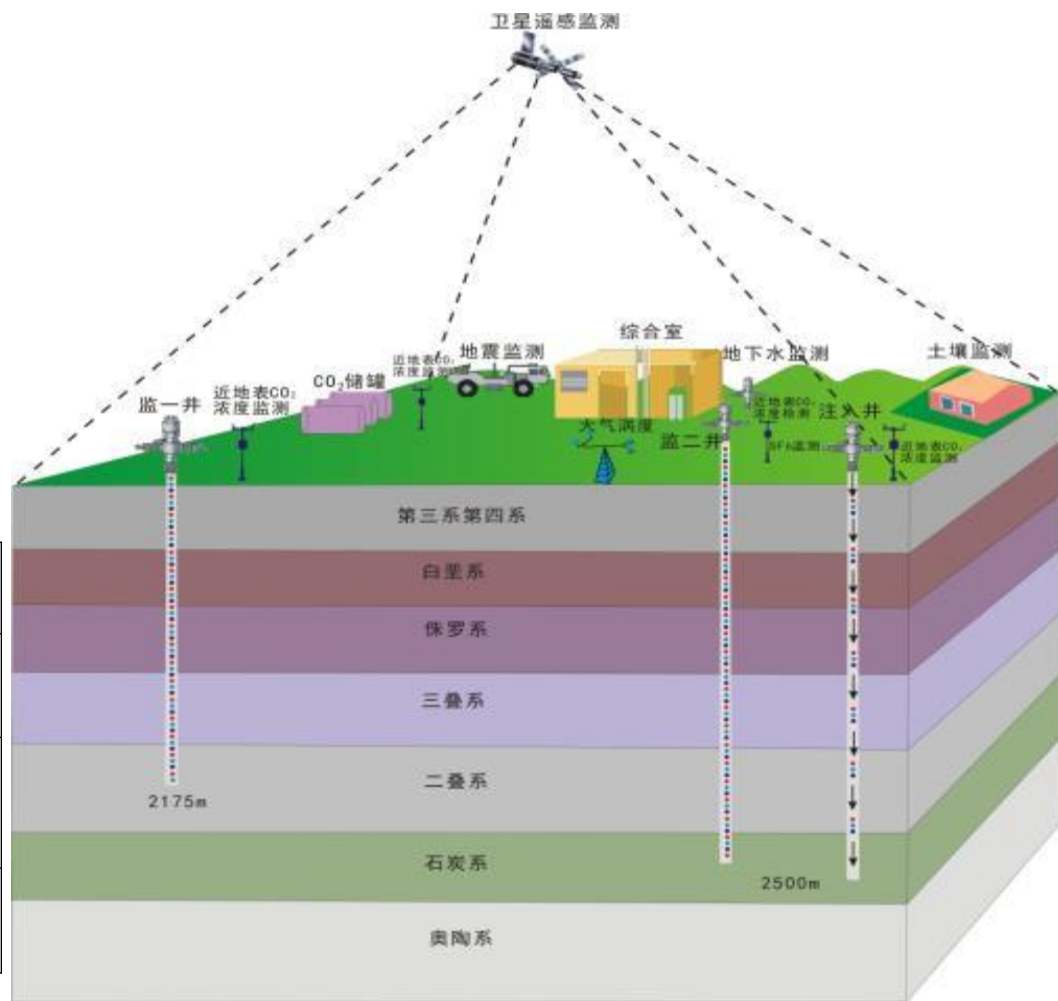 卫星遥感监测
综合室
地震监测
地下水监测
土壤监测
近地表CO₂
浓度监测
CO₂储罐
近地表CO₂
浓度监测
监一井
近地表CO₂
浓度检测
注入井
大气涡度
监二井
SF6监测
近地表CO₂
浓度监测
第三系第四系
白垩系
侏罗系
三叠系
二叠系
2175m
石炭系
2500m
奥陶系